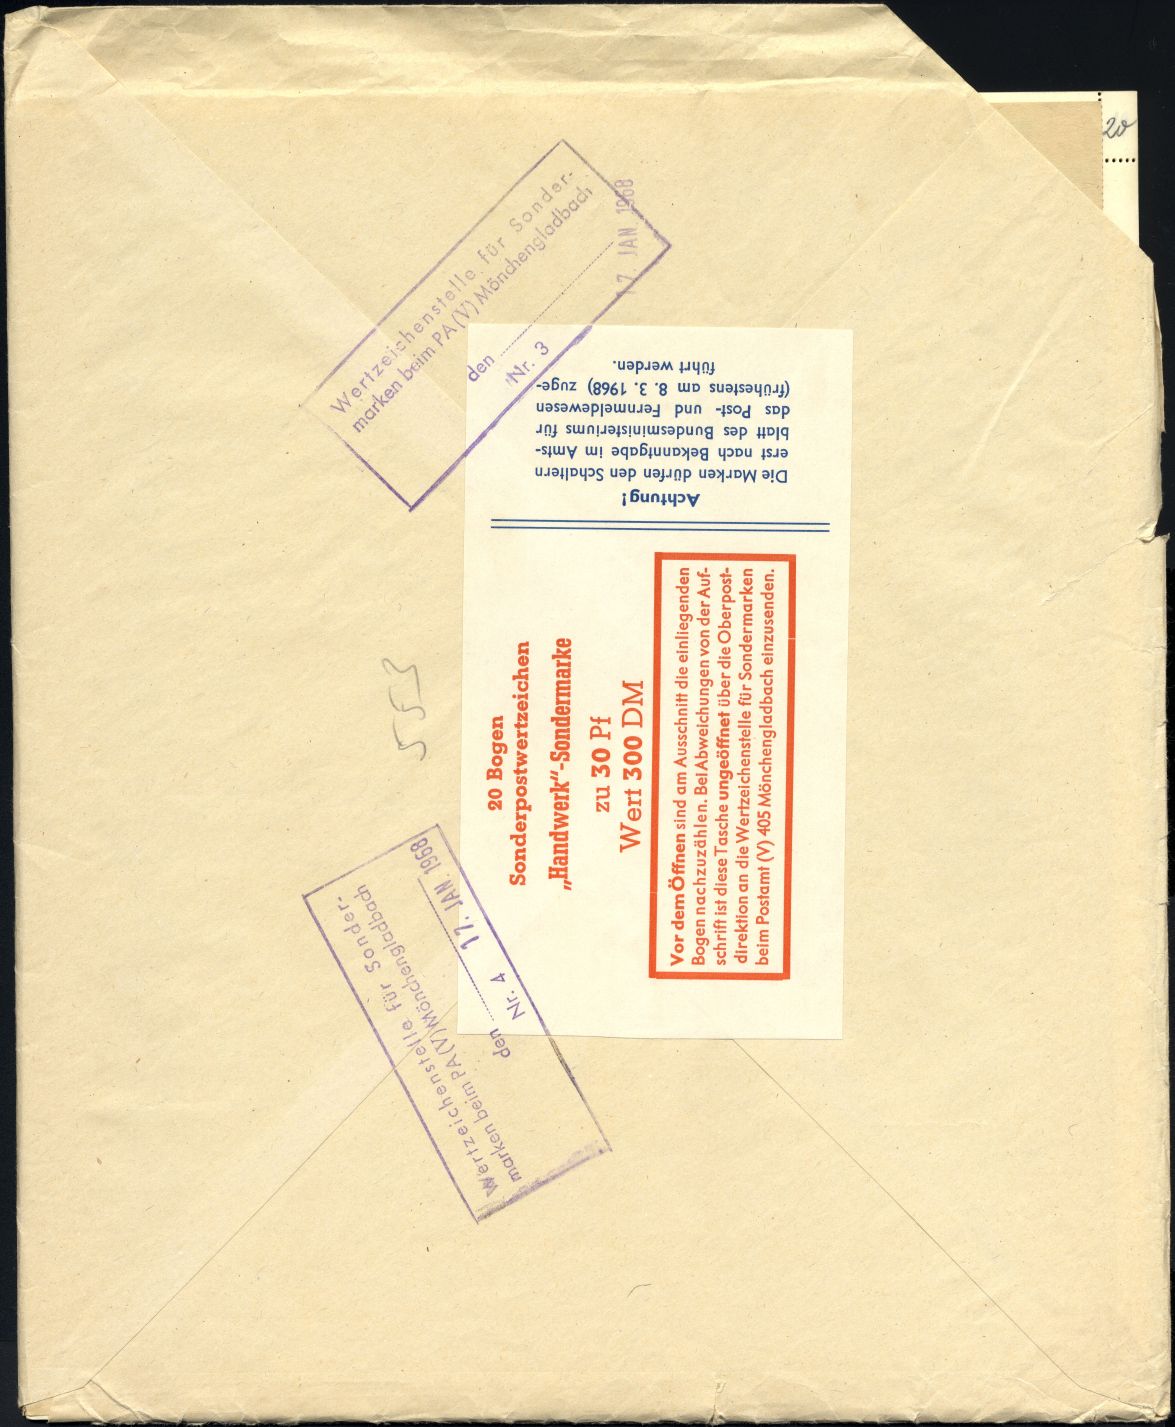 20
Wertzeichenstelle für Sonder-
marken beim PA (V) Mönchengladbach
den
17 JAN 1968
Nr. 3
Achtung!
Die Marken dürfen den Schaltern
erst nach Bekanntgabe im Amts-
blatt des Bundesministeriums für
das Post- und Fernmeldewesen
(frühestens am 8. 3. 1968) zuge-
führt werden.
20 Bogen
Sonderpostwertzeichen
„Handwerk“-Sondermarke
zu 30 Pf
Wert 300 DM
Vor dem Öffnen sind am Ausschnitt die einliegenden
Bogen nachzuzählen. Bei Abweichungen von der Auf-
schrift ist diese Tasche ungeöffnet über die Oberpost-
direktion an die Wertzeichenstelle für Sondermarken
beim Postamt (V) 405 Mönchengladbach einzusenden.
553
Wertzeichenstelle für Sonder-
marken beim PA (V) Mönchengladbach
den 17. JAN. 1968
Nr. 4